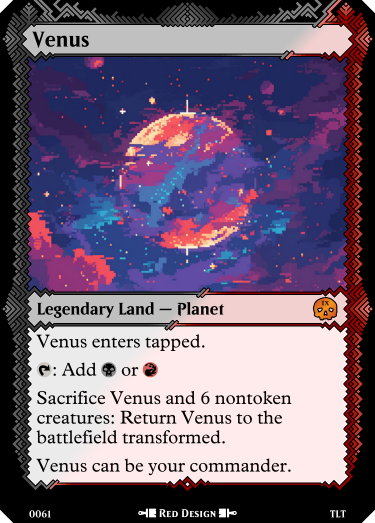 Venus
Legendary Land — Planet
Venus enters tapped.
: Add or
Sacrifice Venus and 6 nontoken
creatures: Return Venus to the
battlefield transformed.
Venus can be your commander.
0061
RED DESIGN
TLT